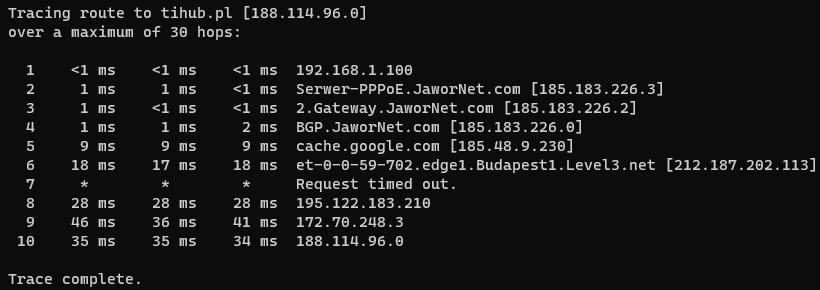 Tracing route to tihub.pl [188.114.96.0]
over a maximum of 30 hops:
1 <1 ms <1 ms <1 ms 192.168.1.100
2 1 ms 1 ms <1 ms Serwer-PPPoE.JaworNet.com [185.183.226.3]
3 1 ms <1 ms <1 ms 2.Gateway.JaworNet.com [185.183.226.2]
4 1 ms 1 ms 2 ms BGP.JaworNet.com [185.183.226.0]
5 9 ms 9 ms 9 ms cache.google.com [185.48.9.230]
6 18 ms 17 ms 18 ms et-0-0-59-702.edge1.Budapest1.Level3.net [212.187.202.113]
7 * * * Request timed out.
8 28 ms 28 ms 28 ms 195.122.183.210
9 46 ms 36 ms 41 ms 172.70.248.3
10 35 ms 35 ms 34 ms 188.114.96.0
Trace complete.